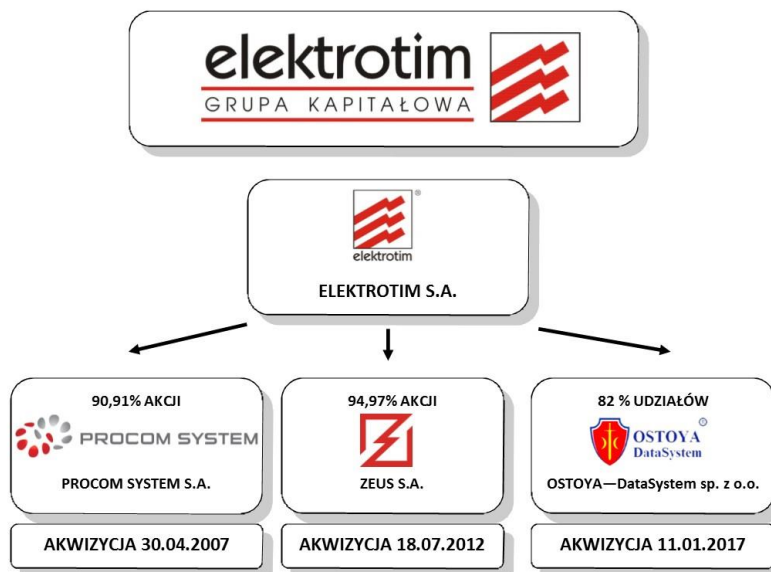 elektrotim
GRUPA KAPITAŁOWA
®
elektrotim
ELEKTROTIM S.A.
90,91% AKCJI
PROCOM SYSTEM
PROCOM SYSTEM S.A.
94,97% AKCJI
ZEUS S.A.
82 % UDZIAŁÓW
®
OSTOYA
DataSystem
OSTOYA—DataSystem sp. z o.o.
AKWIZYCJA 30.04.2007
AKWIZYCJA 18.07.2012
AKWIZYCJA 11.01.2017